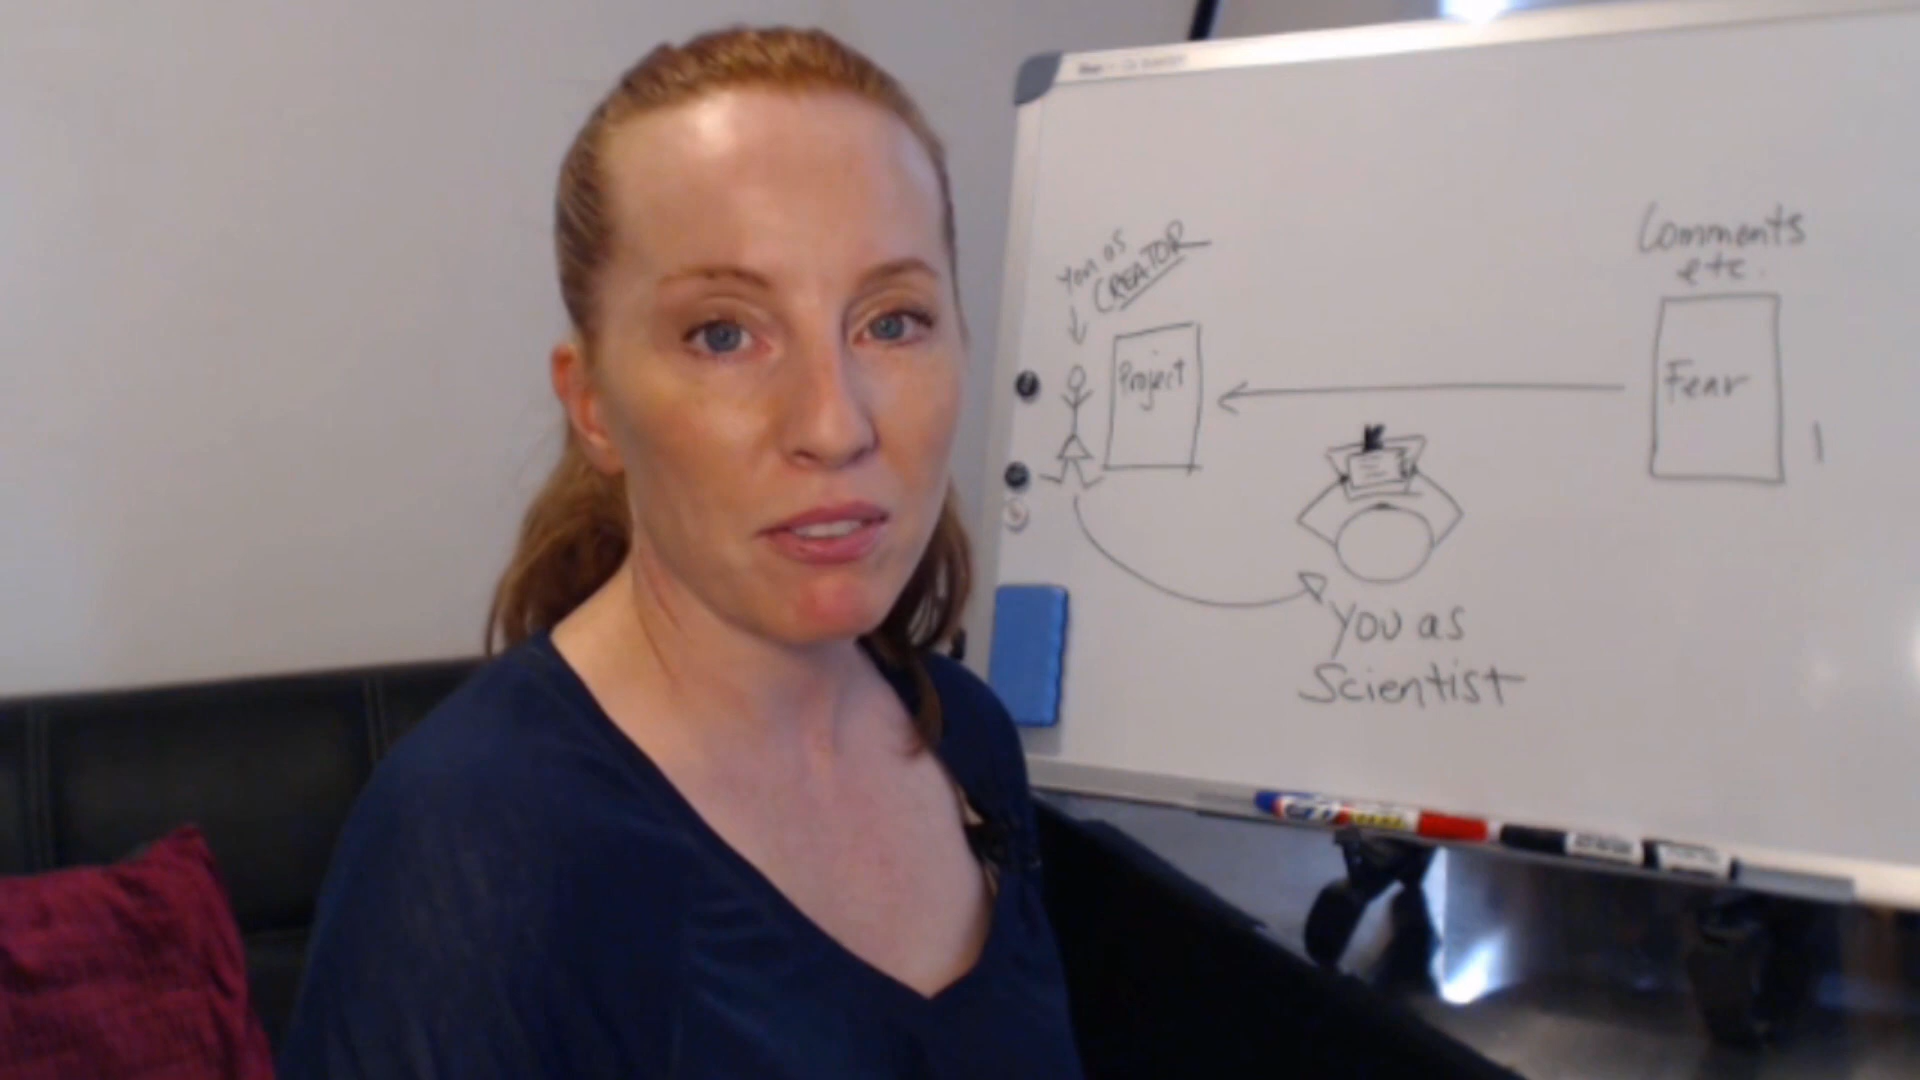 You as
CREATOR
Project
Comments
etc.
Fear
You as
Scientist